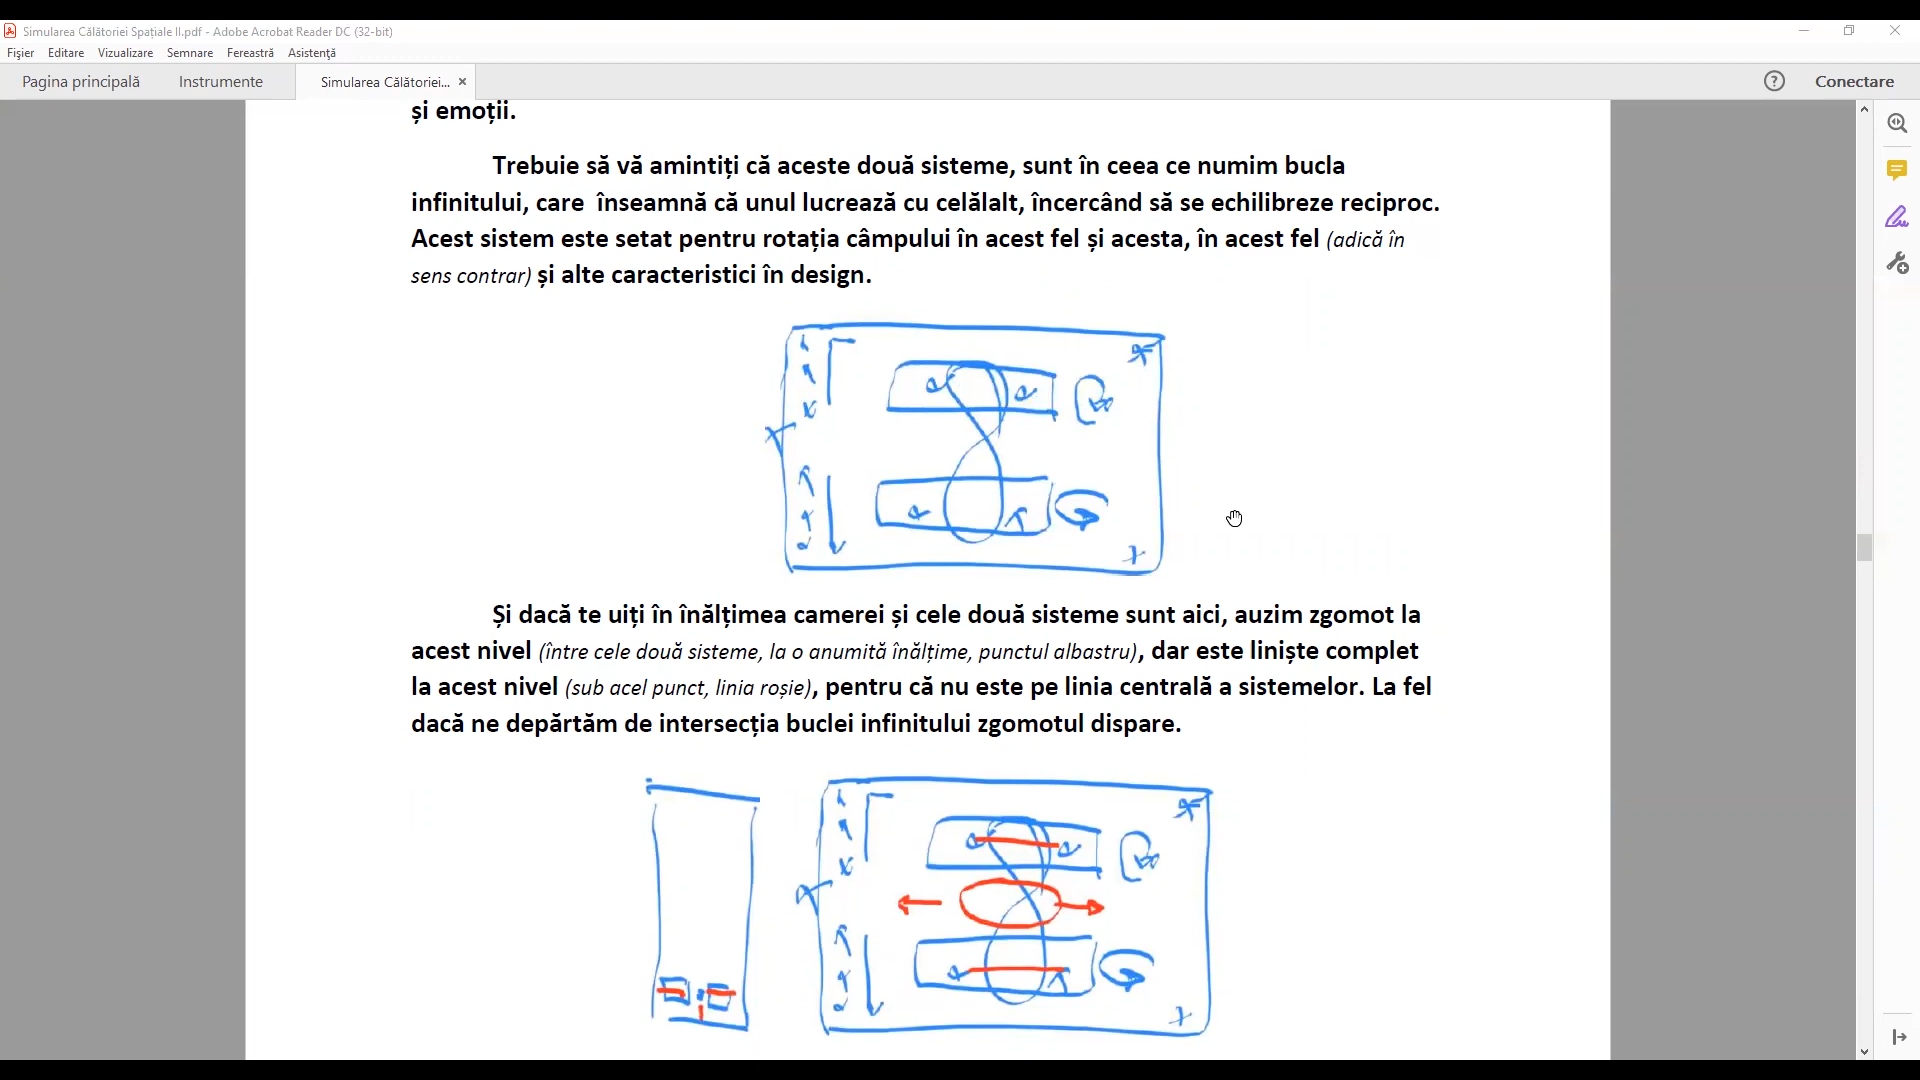 Simularea Călătoriei Spațiale II.pdf - Adobe Acrobat Reader DC (32-bit)
Fișier Editare Vizualizare Semnare Fereastră Asistență
Pagina principală Instrumente Simularea Călătoriei... × Conectare
și emoții.
Trebuie să vă amintiți că aceste două sisteme, sunt în ceea ce numim bucla
infinitului, care înseamnă că unul lucrează cu celălalt, încercând să se echilibreze reciproc.
Acest sistem este setat pentru rotația câmpului în acest fel și acesta, în acest fel (adică în
sens contrar) și alte caracteristici în design.
Și dacă te uiți în înălțimea camerei și cele două sisteme sunt aici, auzim zgomot la
acest nivel (între cele două sisteme, la o anumită înălțime, punctul albastru), dar este liniște complet
la acest nivel (sub acel punct, linia roșie), pentru că nu este pe linia centrală a sistemelor. La fel
dacă ne depărtăm de intersecția buclei infinitului zgomotul dispare.